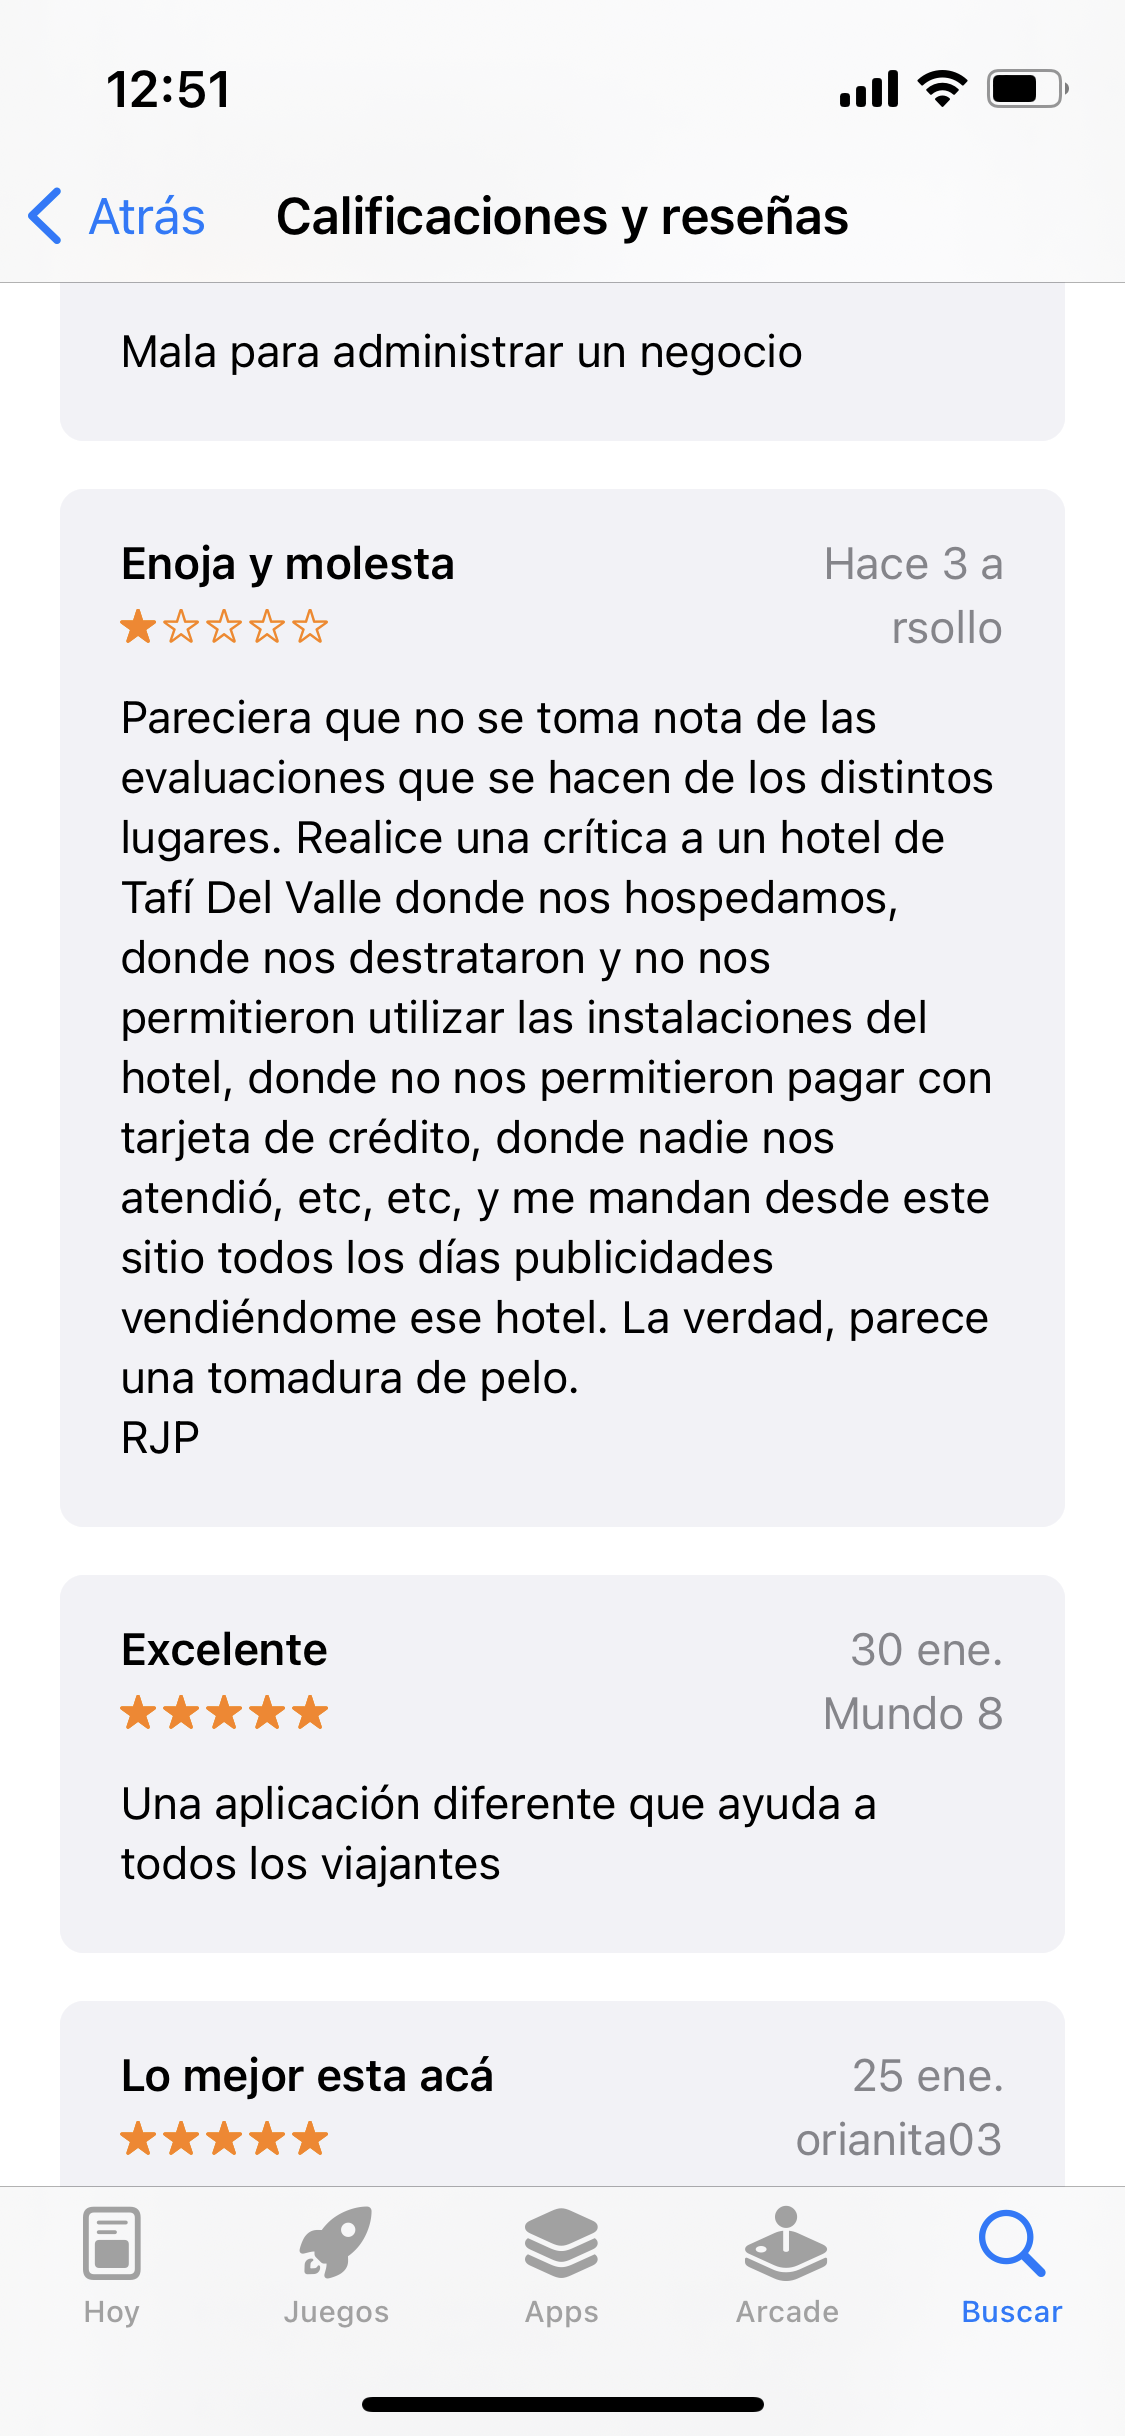 12:51
Atrás
Calificaciones y reseñas
Mala para administrar un negocio
Enoja y molesta
Hace 3 a
rsollo
Pareciera que no se toma nota de las
evaluaciones que se hacen de los distintos
lugares. Realice una crítica a un hotel de
Tafí Del Valle donde nos hospedamos,
donde nos destrataron y no nos
permitieron utilizar las instalaciones del
hotel, donde no nos permitieron pagar con
tarjeta de crédito, donde nadie nos
atendió, etc, etc, y me mandan desde este
sitio todos los días publicidades
vendiéndome ese hotel. La verdad, parece
una tomadura de pelo.
RJP
Excelente
30 ene.
Mundo 8
Una aplicación diferente que ayuda a
todos los viajantes
Lo mejor esta acá
25 ene.
orianita03
Hoy
Juegos
Apps
Arcade
Buscar